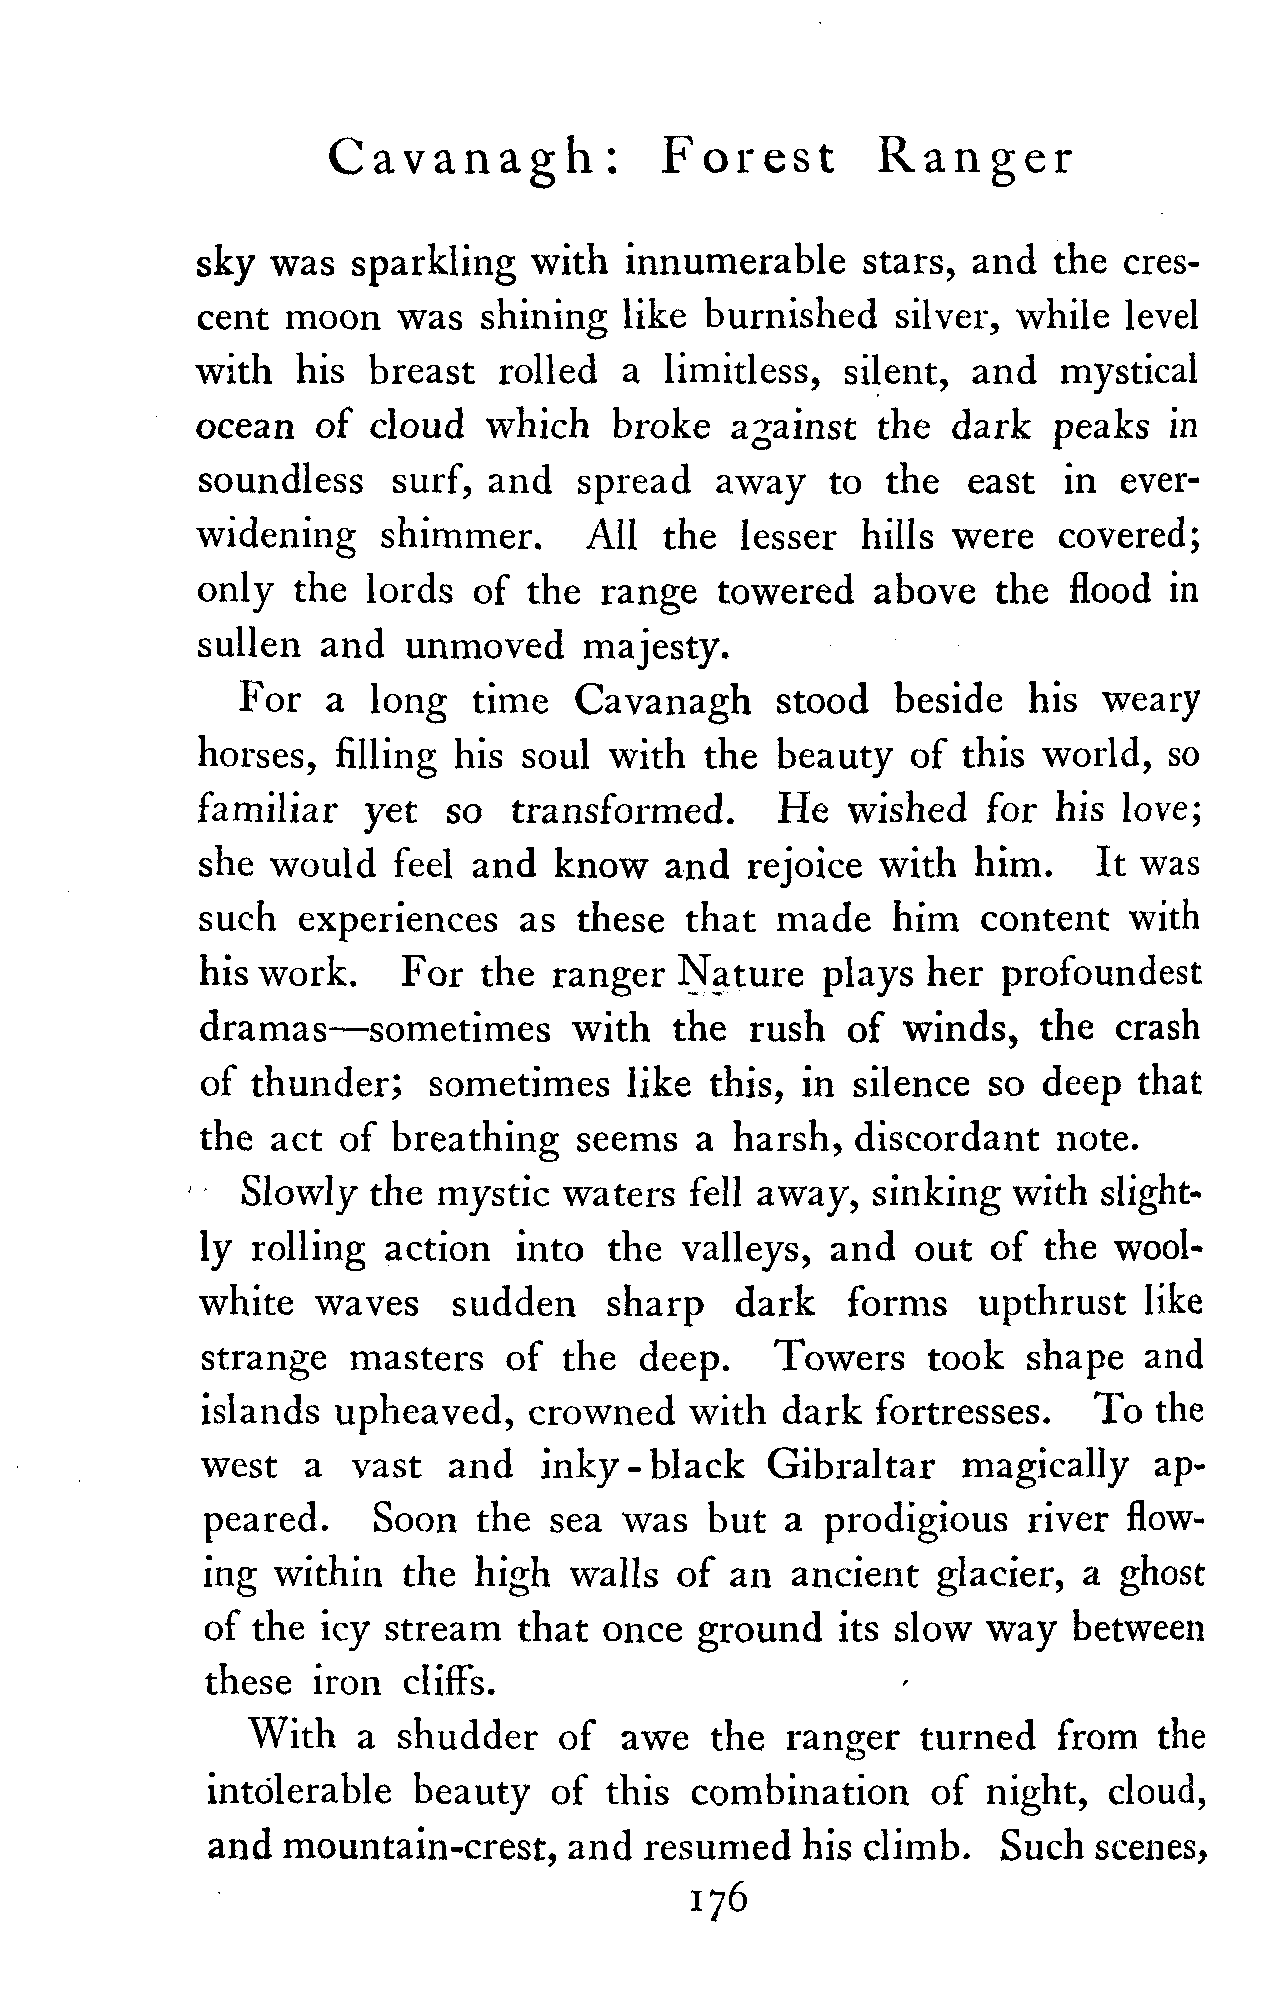 Cavanagh: Forest Ranger
sky was sparkling with innumerable stars, and the cres-
cent moon was shining like burnished silver, while level
with his breast rolled a limitless, silent, and mystical
ocean of cloud which broke against the dark peaks in
soundless surf, and spread away to the east in ever-
widening shimmer. All the lesser hills were covered;
only the lords of the range towered above the flood in
sullen and unmoved majesty.
For a long time Cavanagh stood beside his weary
horses, filling his soul with the beauty of this world, so
familiar yet so transformed. He wished for his love;
she would feel and know and rejoice with him. It was
such experiences as these that made him content with
his work. For the ranger Nature plays her profoundest
dramas—sometimes with the rush of winds, the crash
of thunder; sometimes like this, in silence so deep that
the act of breathing seems a harsh, discordant note.
Slowly the mystic waters fell away, sinking with slight-
ly rolling action into the valleys, and out of the wool-
white waves sudden sharp dark forms upthrust like
strange masters of the deep. Towers took shape and
islands upheaved, crowned with dark fortresses. To the
west a vast and inky-black Gibraltar magically ap-
peared. Soon the sea was but a prodigious river flow-
ing within the high walls of an ancient glacier, a ghost
of the icy stream that once ground its slow way between
these iron cliffs.
With a shudder of awe the ranger turned from the
intolerable beauty of this combination of night, cloud,
and mountain-crest, and resumed his climb. Such scenes,
176